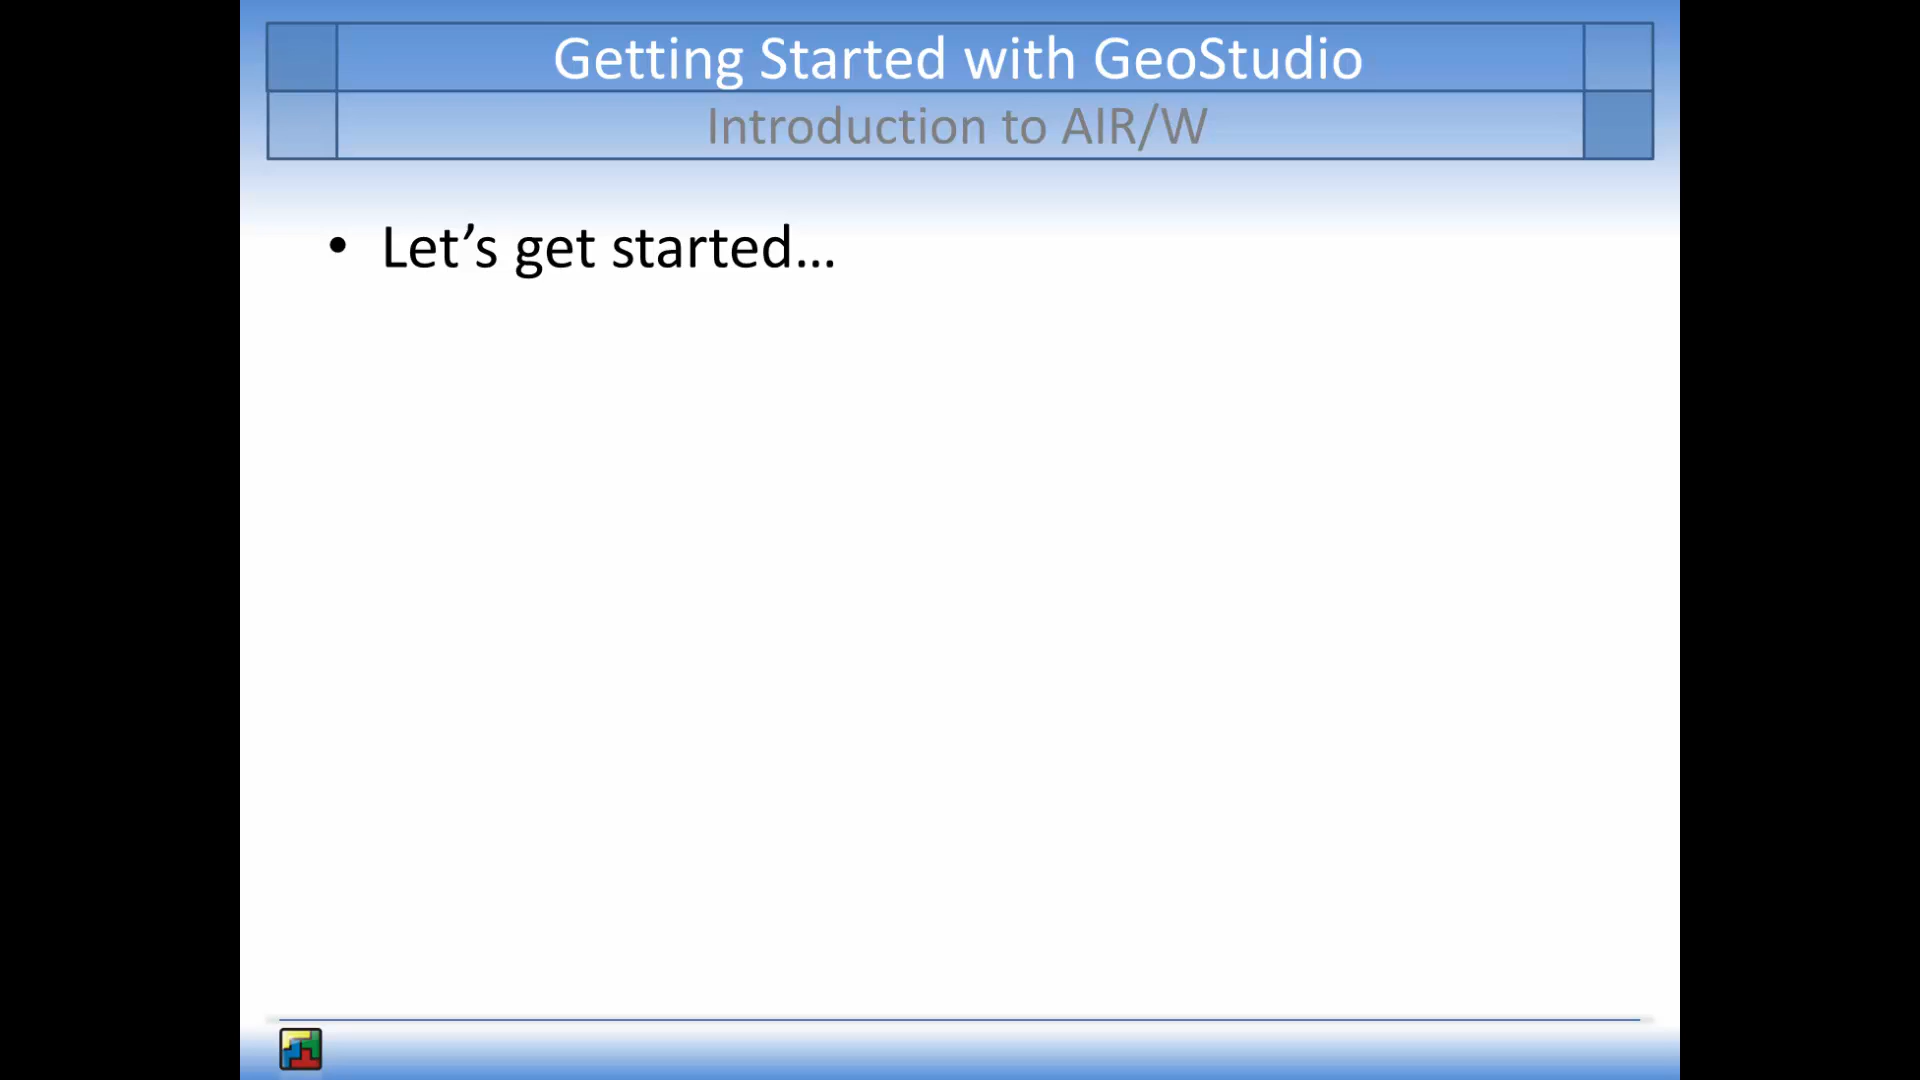 Getting Started with GeoStudio
Introduction to AIR/W
• Let’s get started…